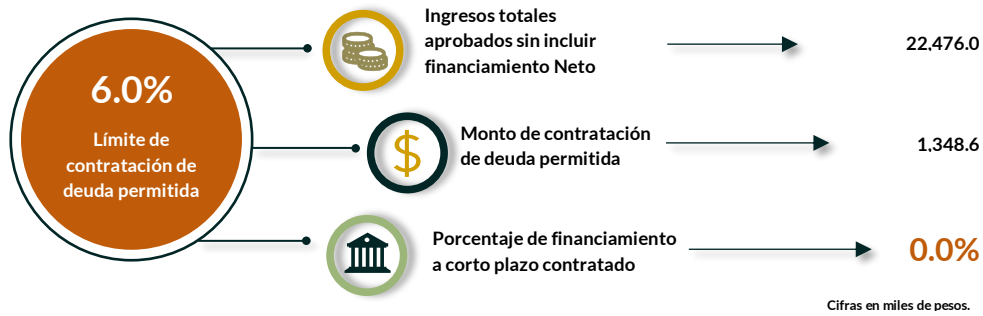 6.0%
Límite de
contratación de
deuda permitida
Ingresos totales
aprobados sin incluir
financiamiento Neto
22,476.0
$
Monto de contratación
de deuda permitida
1,348.6
Porcentaje de financiamiento
a corto plazo contratado
0.0%
Cifras en miles de pesos.